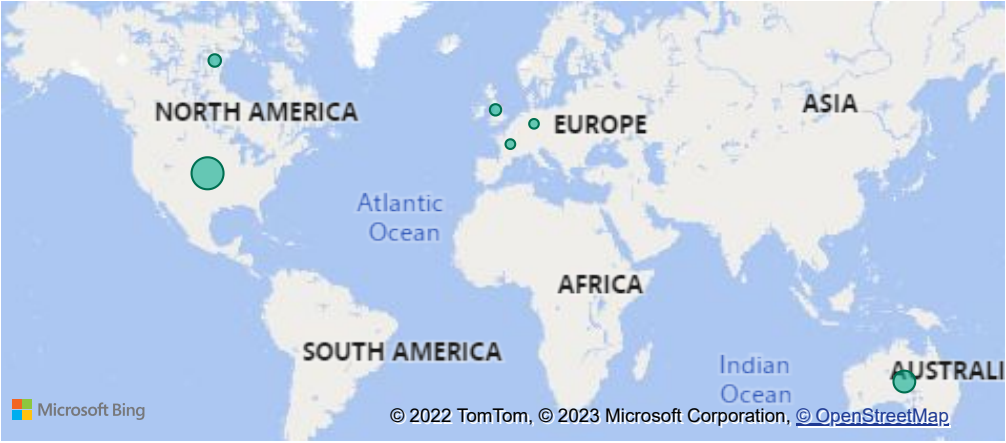 NORTH AMERICA
EUROPE
ASIA
Atlantic
Ocean
AFRICA
SOUTH AMERICA
Indian
Ocean
AUSTRALI
Microsoft Bing
© 2022 TomTom, © 2023 Microsoft Corporation, © OpenStreetMap